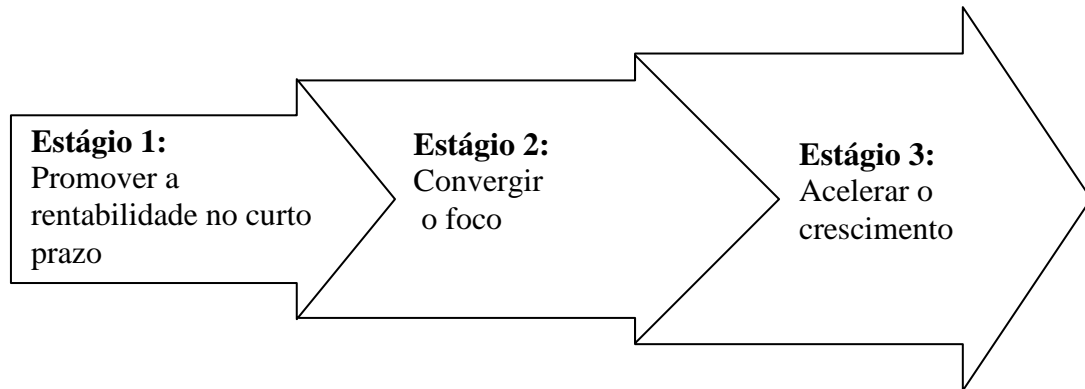 Estágio 1:
Promover a
rentabilidade no curto
prazo
Estágio 2:
Convergir
o foco
Estágio 3:
Acelerar o
crescimento